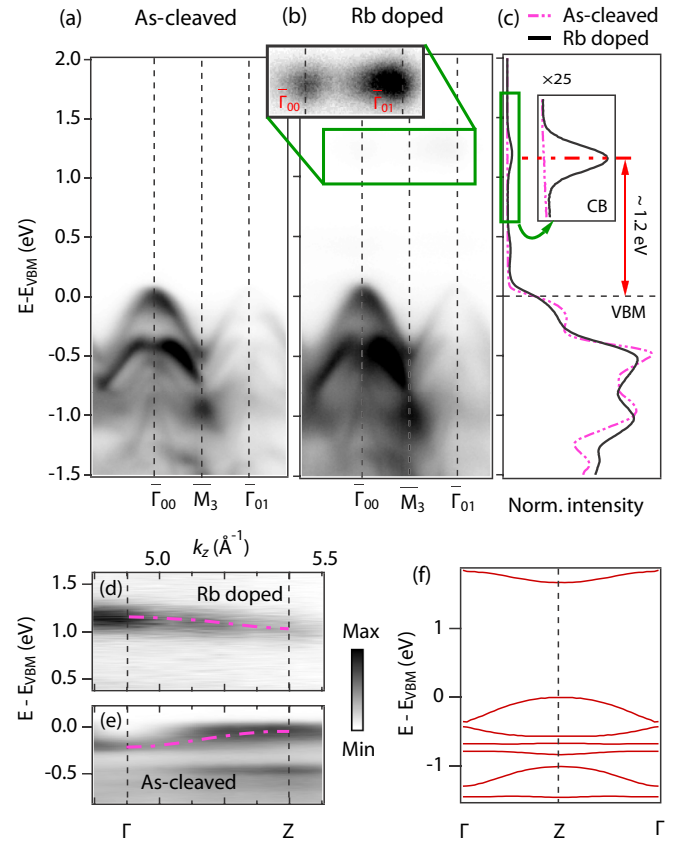 As-cleaved
Rb doped
(a)
(b)
(c)
As-cleaved
Rb doped
2.0
1.5
1.0
0.5
0.0
-0.5
-1.0
-1.5
E-E_VBM (eV)
Γ̅₀₀
Γ̅₀₁
×25
CB
~ 1.2 eV
VBM
Γ̅₀₀
M̅₃
Γ̅₀₁
Γ̅₀₀
M̅₃
Γ̅₀₁
Norm. intensity
k_z (Å⁻¹)
5.0
5.5
(d)
Rb doped
1.5
1.0
0.5
E - E_VBM (eV)
(e)
As-cleaved
0.0
-0.5
Γ
Z
Max
Min
(f)
1
0
-1
E - E_VBM (eV)
Γ
Z
Γ